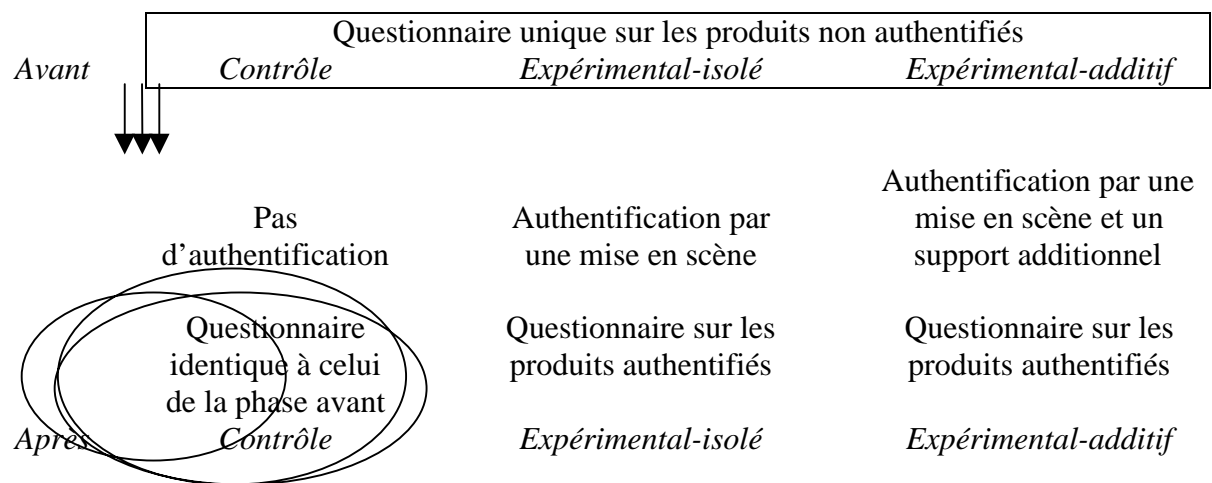 Questionnaire unique sur les produits non authentifiés
Avant Contrôle Expérimental-isolé Expérimental-additif
Pas d'authentification
Authentification par une mise en scène
Authentification par une mise en scène et un support additionnel
Questionnaire identique à celui de la phase avant
Questionnaire sur les produits authentifiés
Questionnaire sur les produits authentifiés
Après Contrôle Expérimental-isolé Expérimental-additif